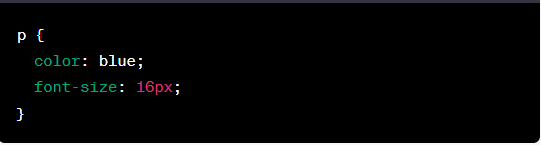 p {
  color: blue;
  font-size: 16px;
}